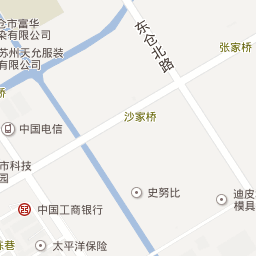 仓市富华
染有限公司
苏州天允服装
有限公司
桥
东仓北路
张家桥
沙家桥
中国电信
市科技
园
史努比
迪皮
模具
中国工商银行
栋巷
太平洋保险